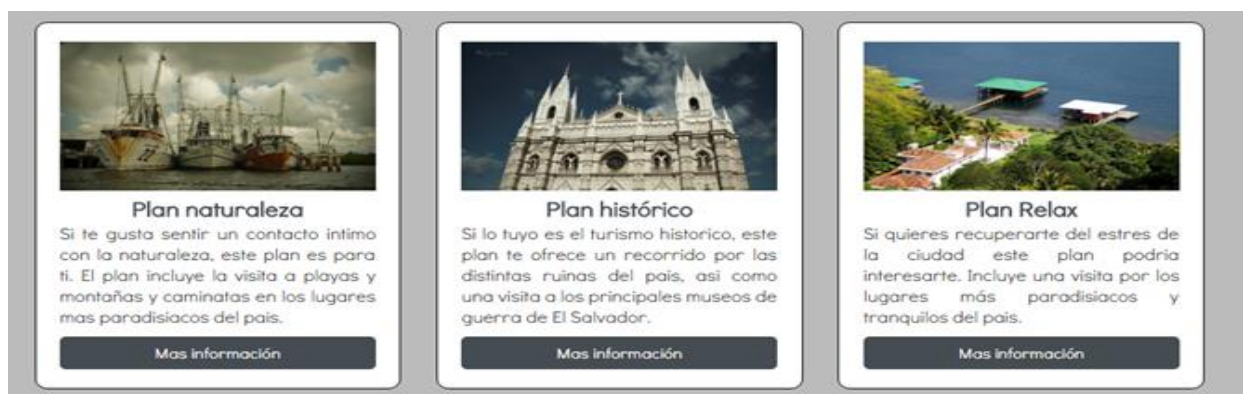 Plan naturaleza
Si te gusta sentir un contacto intimo
con la naturaleza, este plan es para
ti. El plan incluye la visita a playas y
montañas y caminatas en los lugares
mas paradisiacos del pais.
Mas información
Plan histórico
Si lo tuyo es el turismo historico, este
plan te ofrece un recorrido por las
distintas ruinas del pais, asi como
una visita a los principales museos de
guerra de El Salvador.
Mas información
Plan Relax
Si quieres recuperarte del estres de
la ciudad este plan podria
interesarte. Incluye una visita por los
lugares más paradisiacos y
tranquilos del pais.
Mas información